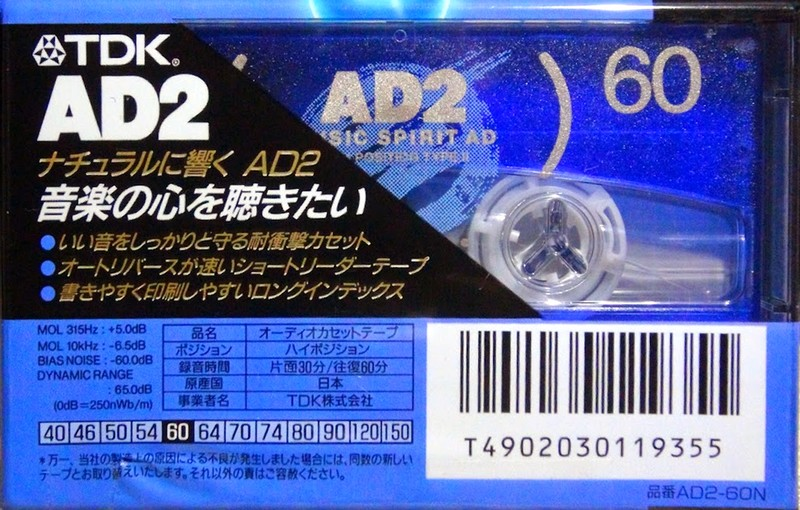 TDK®
AD2
ナチュラルに響く AD2
音楽の心を聴きたい
●いい音をしっかりと守る耐衝撃カセット
●オートリバースが速いショートリーダーテープ
●書きやすく印刷しやすいロングインデックス
AD2
SIC SPIRIT AD
POSITION TYPE II
60
MOL 315Hz : +5.0dB
MOL 10kHz : -6.5dB
BIAS NOISE : -60.0dB
DYNAMIC RANGE
: 65.0dB
(0dB=250nWb/m)
品名 オーディオカセットテープ
ポジション ハイポジション
録音時間 片面30分/往復60分
原産国 日本
事業者名 TDK株式会社
40 46 50 54 60 64 70 74 80 90 120 150
*万一、当社の製造上の原因による不良が発生しました場合には、同数の新しい
テープとお取り替えいたします。それ以外の責はご容赦ください。
T4902030119355
品番AD2-60N